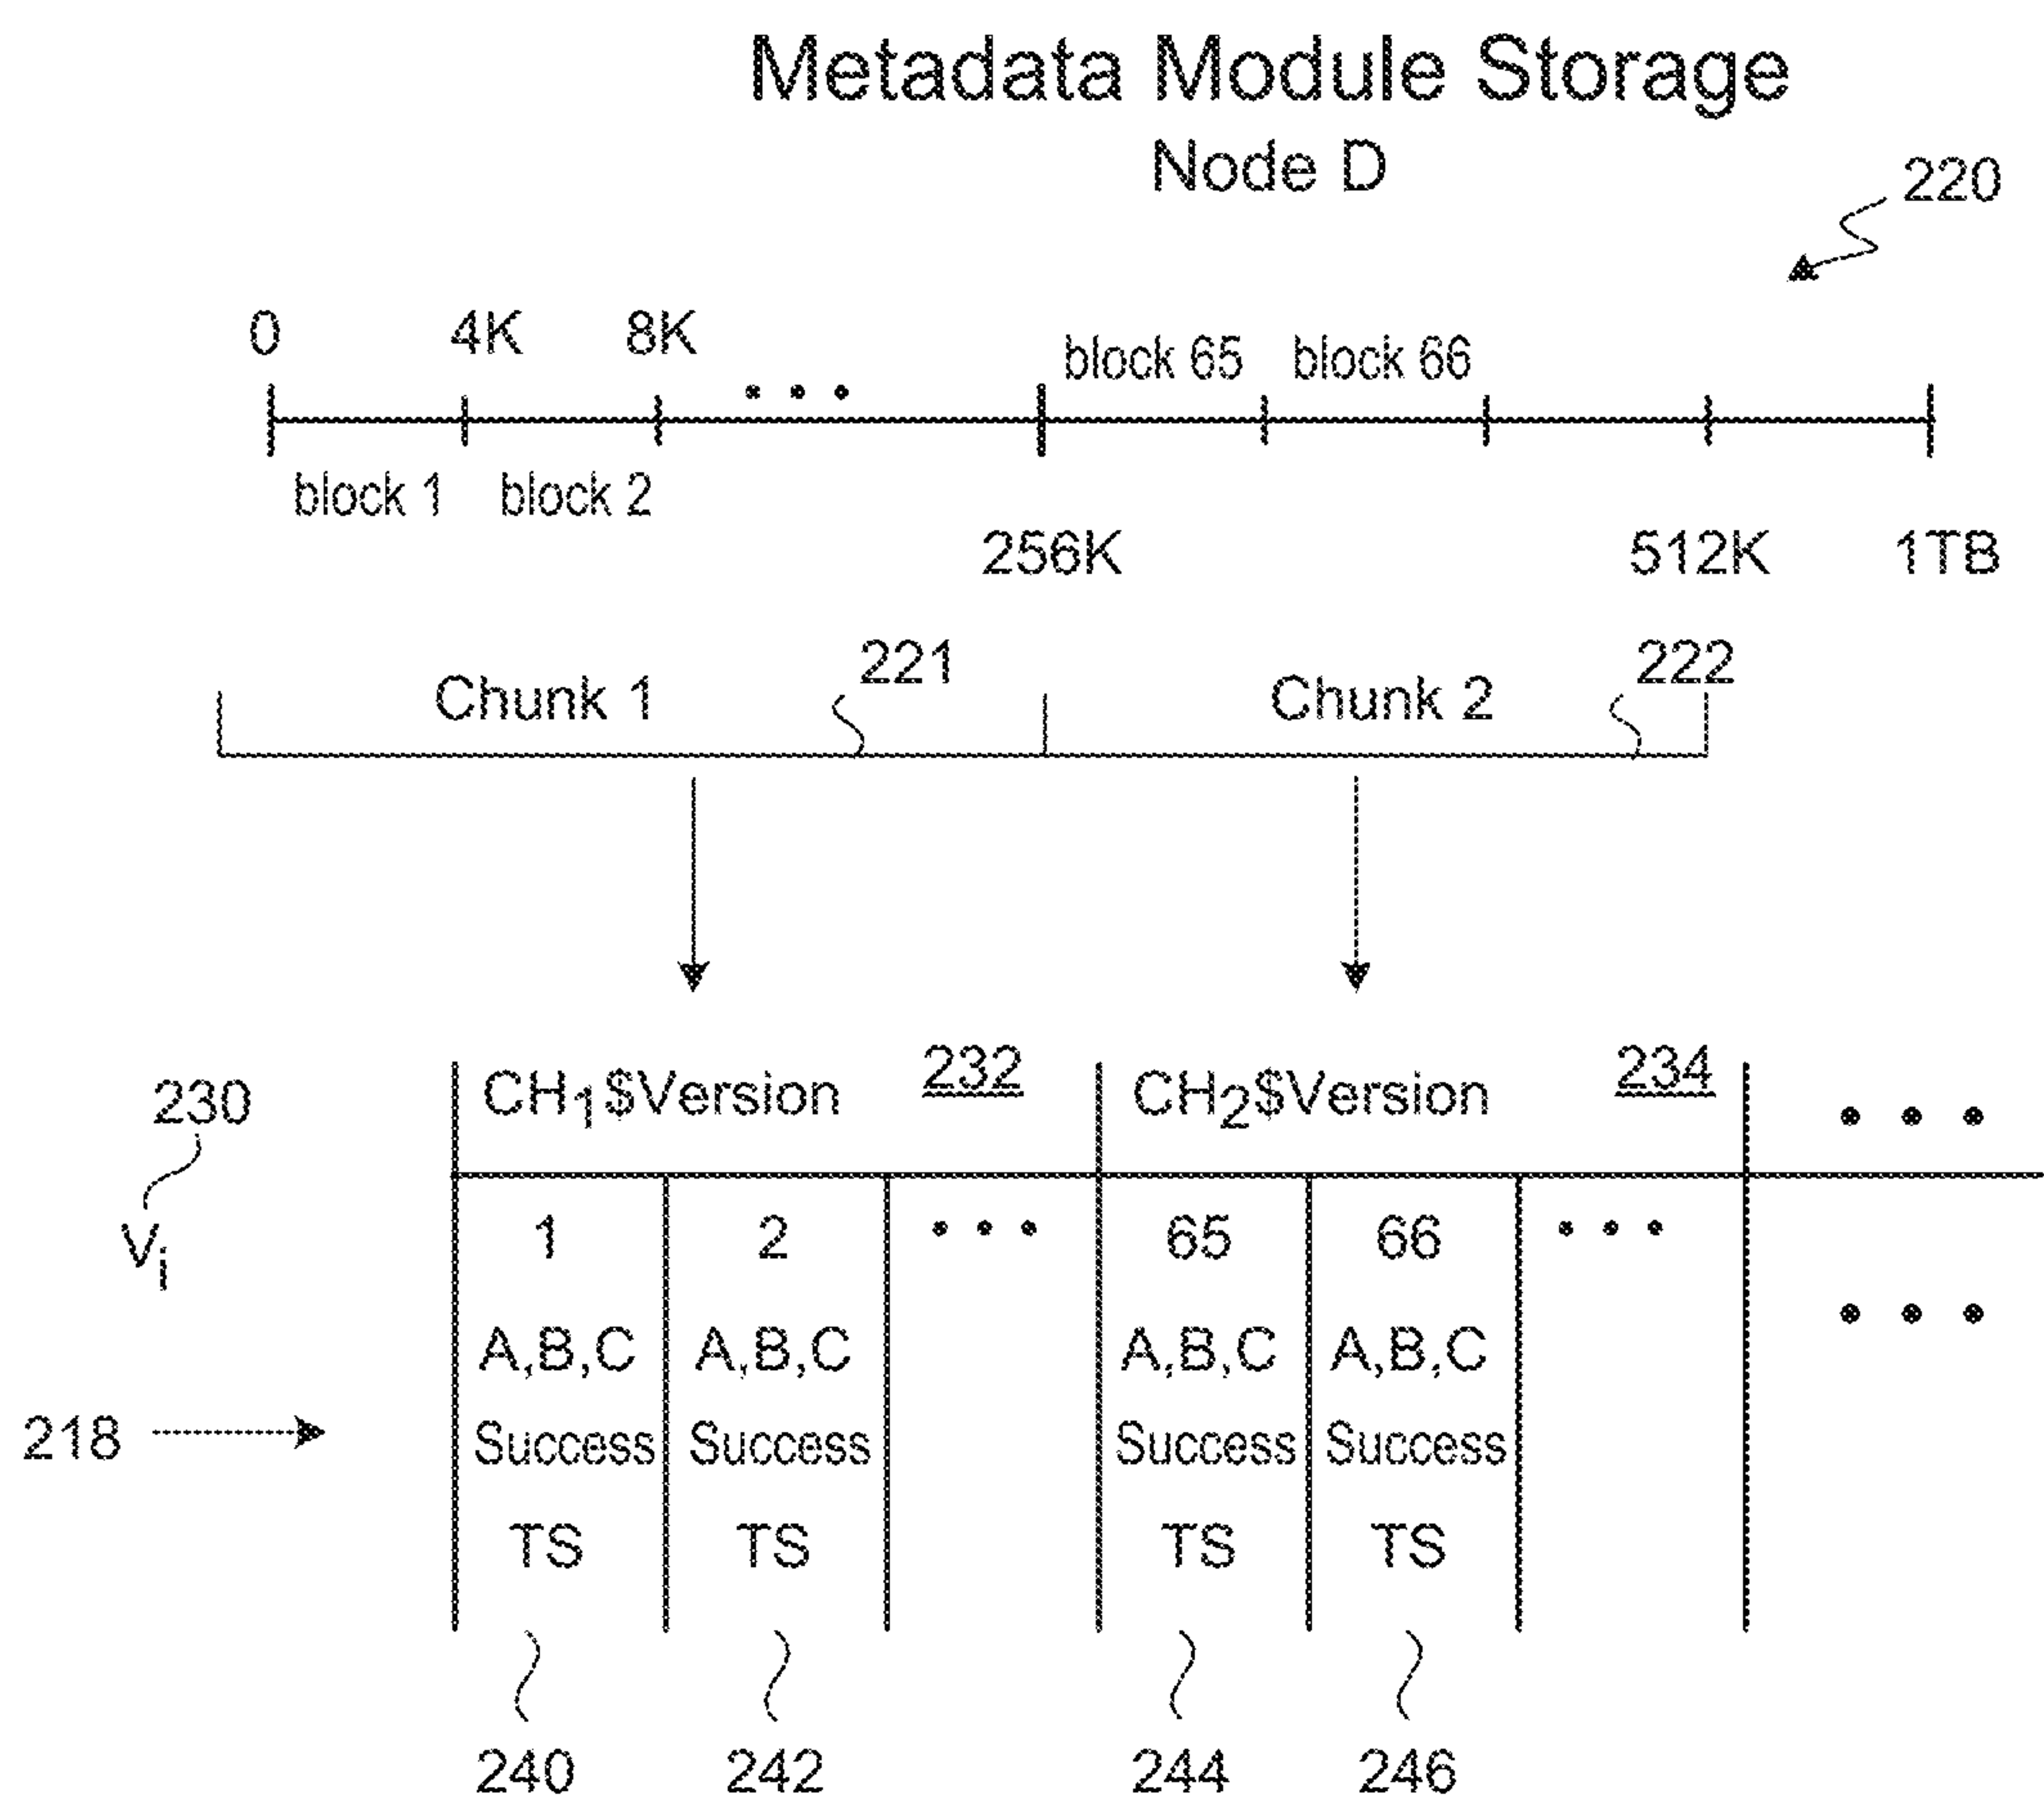 Metadata Module Storage
Node D
220
0 4K 8K block 65 block 66
block 1 block 2
256K 512K 1TB
221 222
Chunk 1 Chunk 2
230 CH1$Version 232 CH2$Version 234 • • •
Vi 1 2 • • • 65 66 • • •
A,B,C A,B,C A,B,C A,B,C • • •
218 Success Success Success Success
TS TS TS TS
240 242 244 246